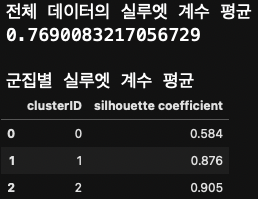 전체 데이터의 실루엣 계수 평균
0.7690083217056729
군집별 실루엣 계수 평균
clusterID silhouette coefficient
0 0 0.584
1 1 0.876
2 2 0.905